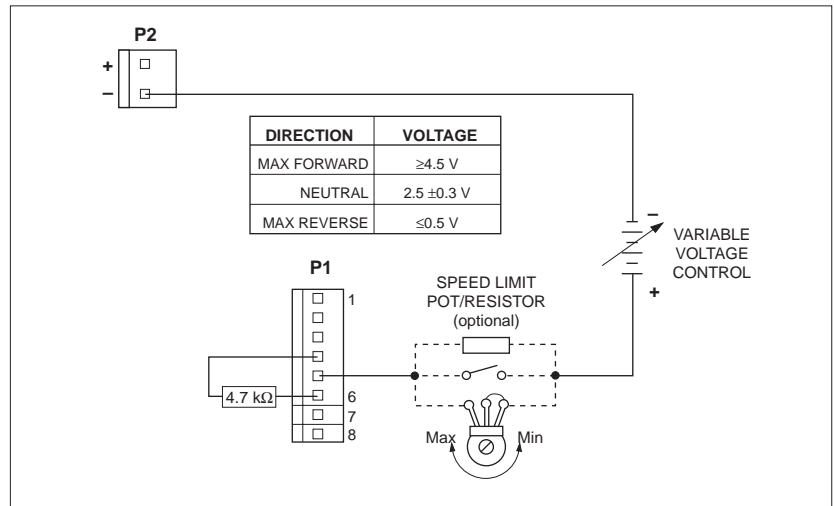 P2
+
–
DIRECTION VOLTAGE
MAX FORWARD ≥4.5 V
NEUTRAL 2.5 ±0.3 V
MAX REVERSE ≤0.5 V
–
VARIABLE
VOLTAGE
CONTROL
+
P1
1
6
7
8
4.7 kΩ
SPEED LIMIT
POT/RESISTOR
(optional)
Max Min